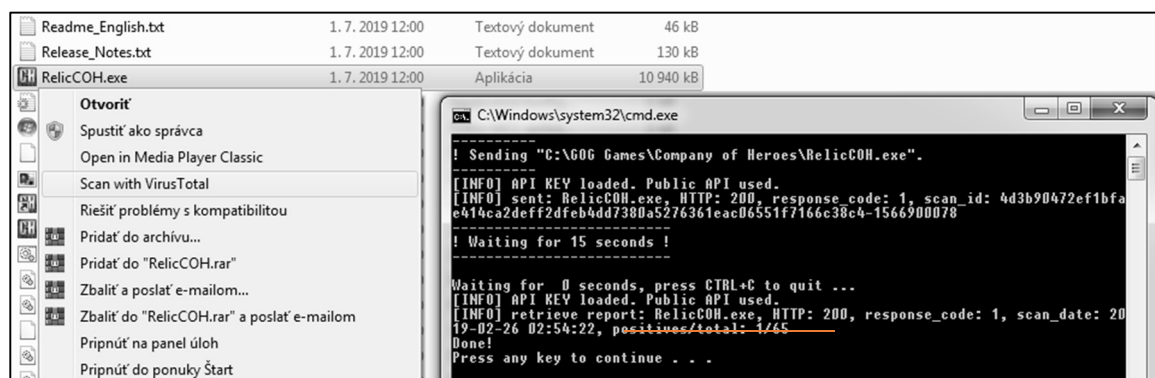 Readme_English.txt 1. 7. 2019 12:00 Textový dokument 46 kB
Release_Notes.txt 1. 7. 2019 12:00 Textový dokument 130 kB
RelicCOH.exe 1. 7. 2019 12:00 Aplikácia 10 940 kB
Otvoriť
Spustiť ako správca
Open in Media Player Classic
Scan with VirusTotal
Riešiť problémy s kompatibilitou
Pridať do archívu...
Pridať do "RelicCOH.rar"
Zbaliť a poslať e-mailom...
Zbaliť do "RelicCOH.rar" a poslať e-mailom
Pripnúť na panel úloh
Pripnúť do ponuky Štart
C:\Windows\system32\cmd.exe
----------
! Sending "C:\GOG Games\Company of Heroes\RelicCOH.exe".
----------
[INFO] API KEY loaded. Public API used.
[INFO] sent: RelicCOH.exe, HTTP: 200, response_code: 1, scan_id: 4d3b90472ef1bfa
e414ca2deff2dfeb4dd7380a5276361eac06551f7166c38c4-1566900078
--------------------------
! Waiting for 15 seconds !
--------------------------
Waiting for 0 seconds, press CTRL+C to quit ...
[INFO] API KEY loaded. Public API used.
[INFO] retrieve report: RelicCOH.exe, HTTP: 200, response_code: 1, scan_date: 20
19-02-26 02:54:22, positives/total: 1/65
Done!
Press any key to continue . . .